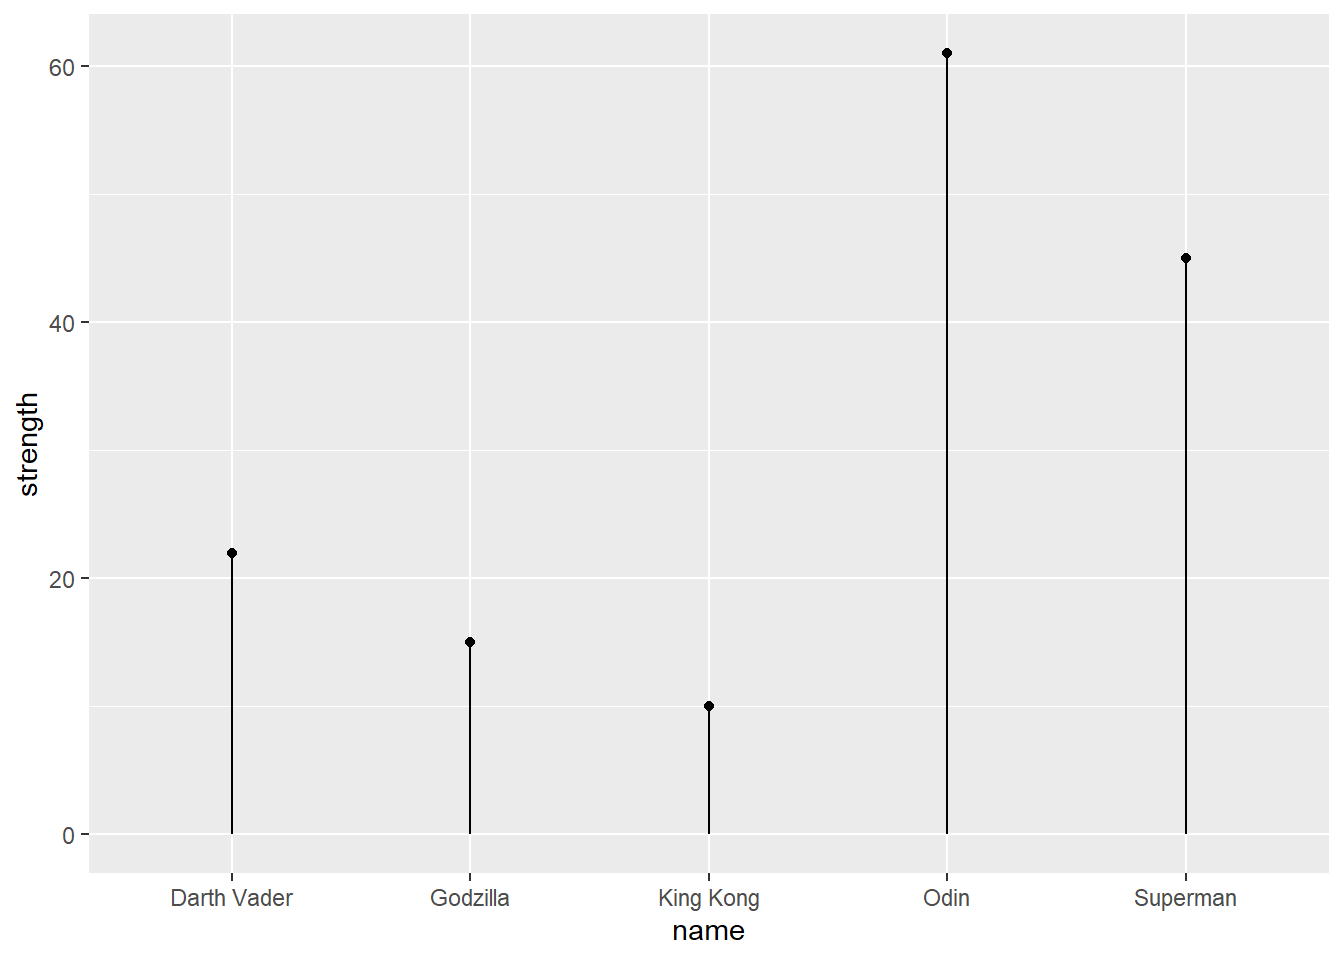 60
40
20
0
strength
Darth Vader
Godzilla
King Kong
Odin
Superman
name